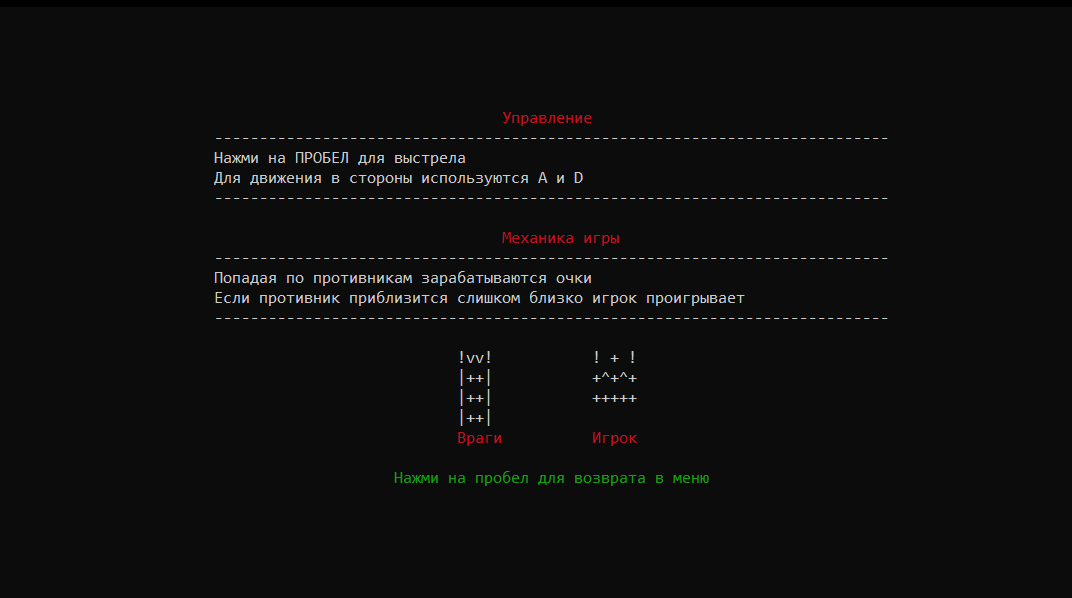 Управление
---------------------------------------------------------------------------
Нажми на ПРОБЕЛ для выстрела
Для движения в стороны используются A и D
---------------------------------------------------------------------------
Механика игры
---------------------------------------------------------------------------
Попадая по противникам зарабатываются очки
Если противник приблизится слишком близко игрок проигрывает
---------------------------------------------------------------------------
!vv!           ! + !
|++|           +^+^+
|++|           +++++
|++|
Враги          Игрок
Нажми на пробел для возврата в меню